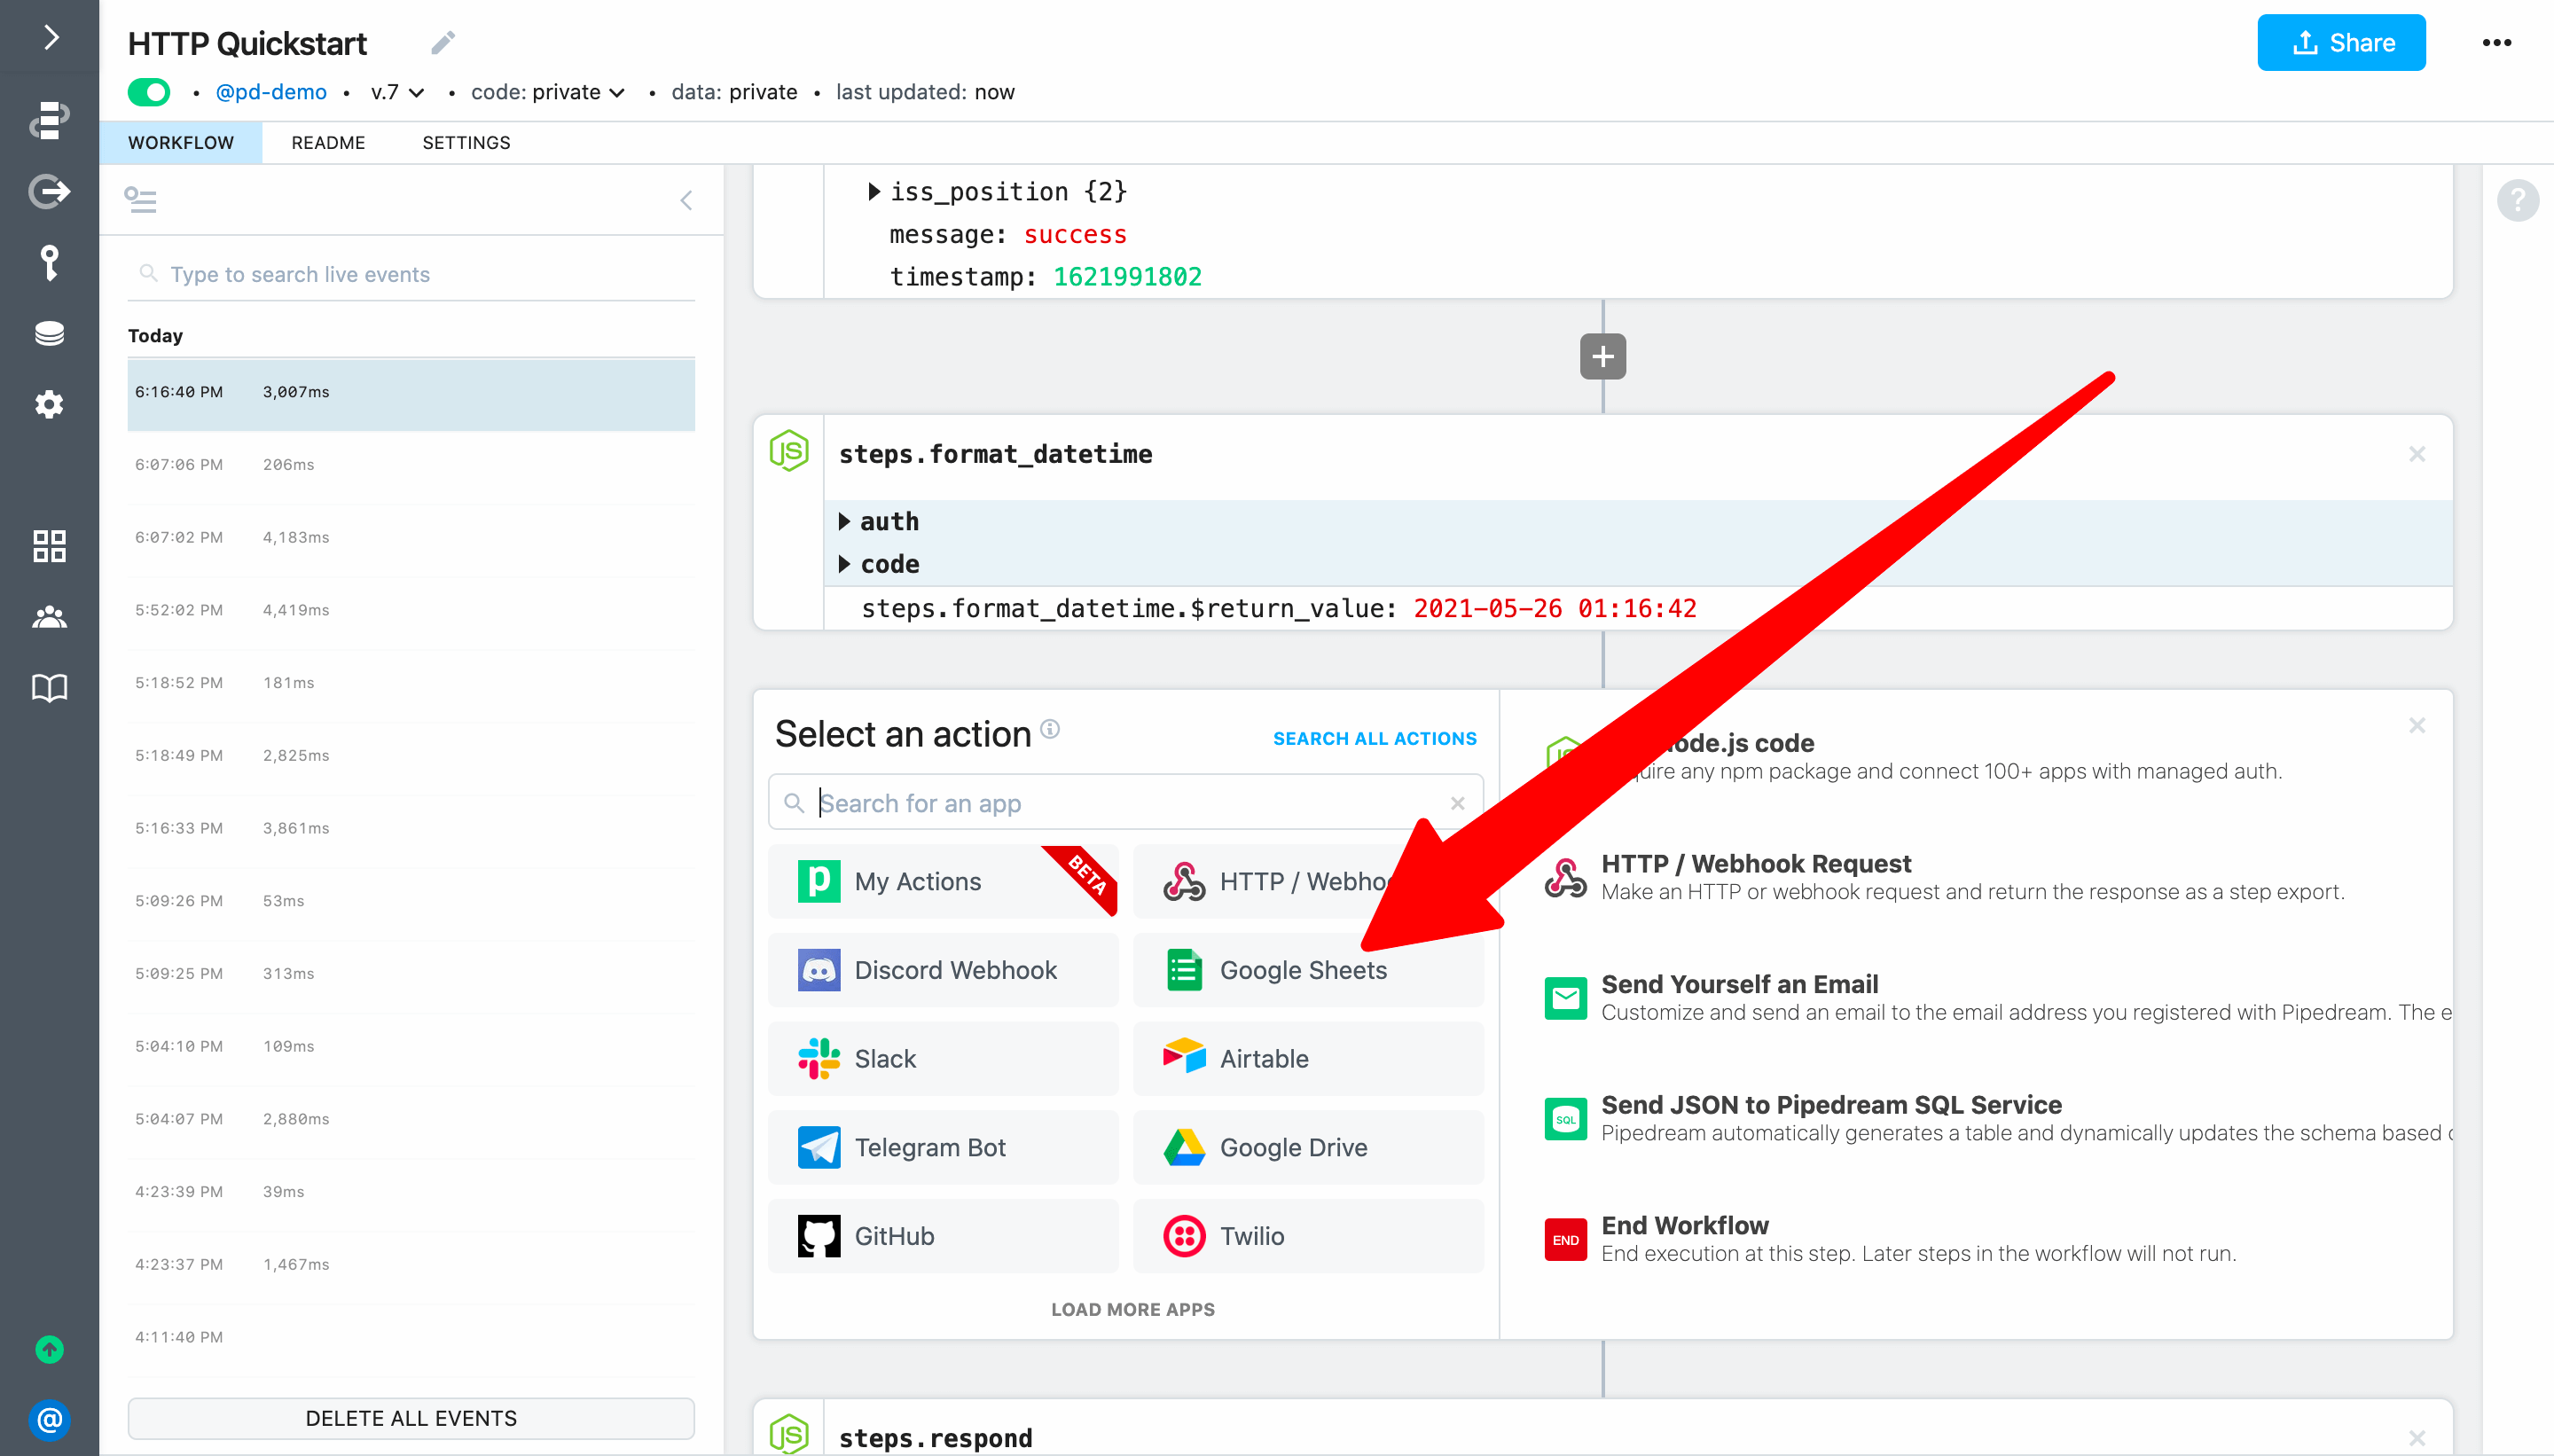 HTTP Quickstart
Share
• @pd-demo • v.7 • code: private • data: private • last updated: now
WORKFLOW README SETTINGS
Type to search live events
Today
6:16:40 PM 3,007ms
6:07:06 PM 206ms
6:07:02 PM 4,183ms
5:52:02 PM 4,419ms
5:18:52 PM 181ms
5:18:49 PM 2,825ms
5:16:33 PM 3,861ms
5:09:26 PM 53ms
5:09:25 PM 313ms
5:04:10 PM 109ms
5:04:07 PM 2,880ms
4:23:39 PM 39ms
4:23:37 PM 1,467ms
4:11:40 PM
DELETE ALL EVENTS
iss_position {2}
message: success
timestamp: 1621991802
+
JS
steps.format_datetime
auth
code
steps.format_datetime.$return_value: 2021-05-26 01:16:42
Select an action
SEARCH ALL ACTIONS
Search for an app
My Actions BETA
HTTP / Webho
Discord Webhook
Google Sheets
Slack
Airtable
Telegram Bot
Google Drive
GitHub
Twilio
LOAD MORE APPS
ode.js code
uire any npm package and connect 100+ apps with managed auth.
HTTP / Webhook Request
Make an HTTP or webhook request and return the response as a step export.
Send Yourself an Email
Customize and send an email to the email address you registered with Pipedream. The e
SQL
Send JSON to Pipedream SQL Service
Pipedream automatically generates a table and dynamically updates the schema based
END
End Workflow
End execution at this step. Later steps in the workflow will not run.
JS
steps.respond
?
@